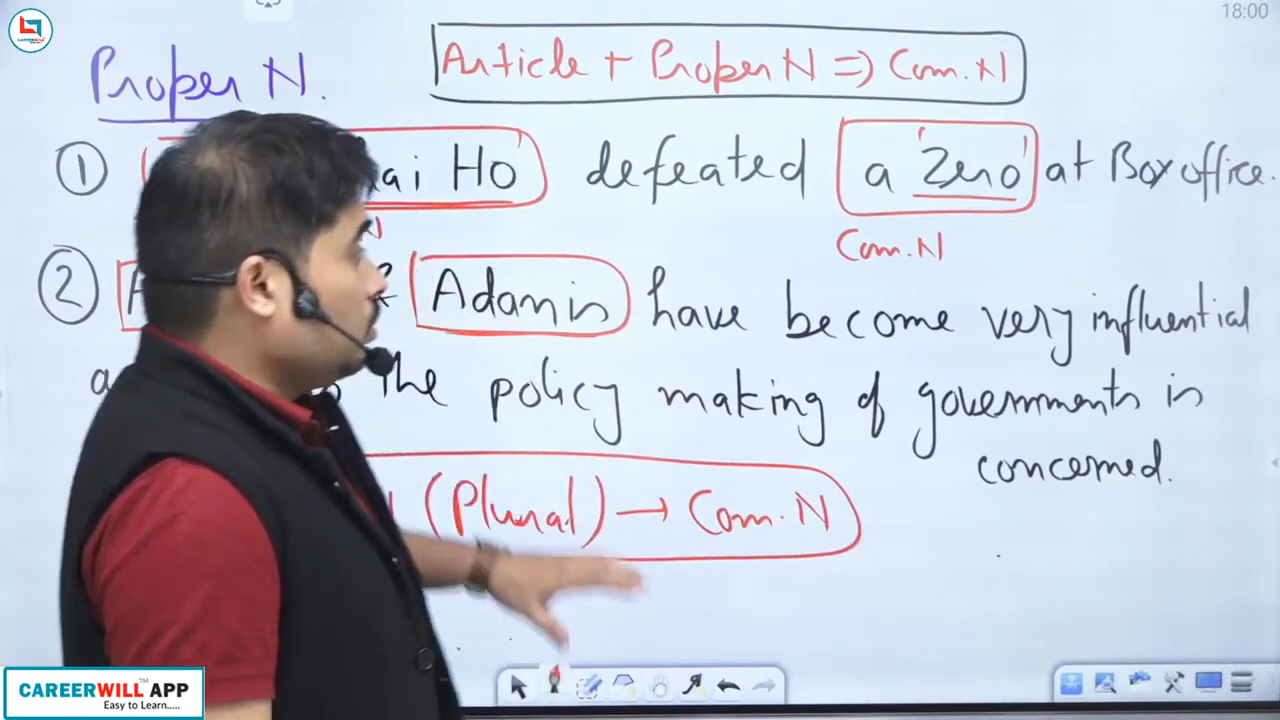 18:00
CAREERWILL
Proper N.
Article + Proper N => Com. N
① ai Ho' defeated a 'Zero' at Box office.
N
Com. N
② A Adanis have become very influential
a the policy making of governments is
concerned.
(Plural) → Com. N
CAREERWILL™ APP
Easy to Learn.....